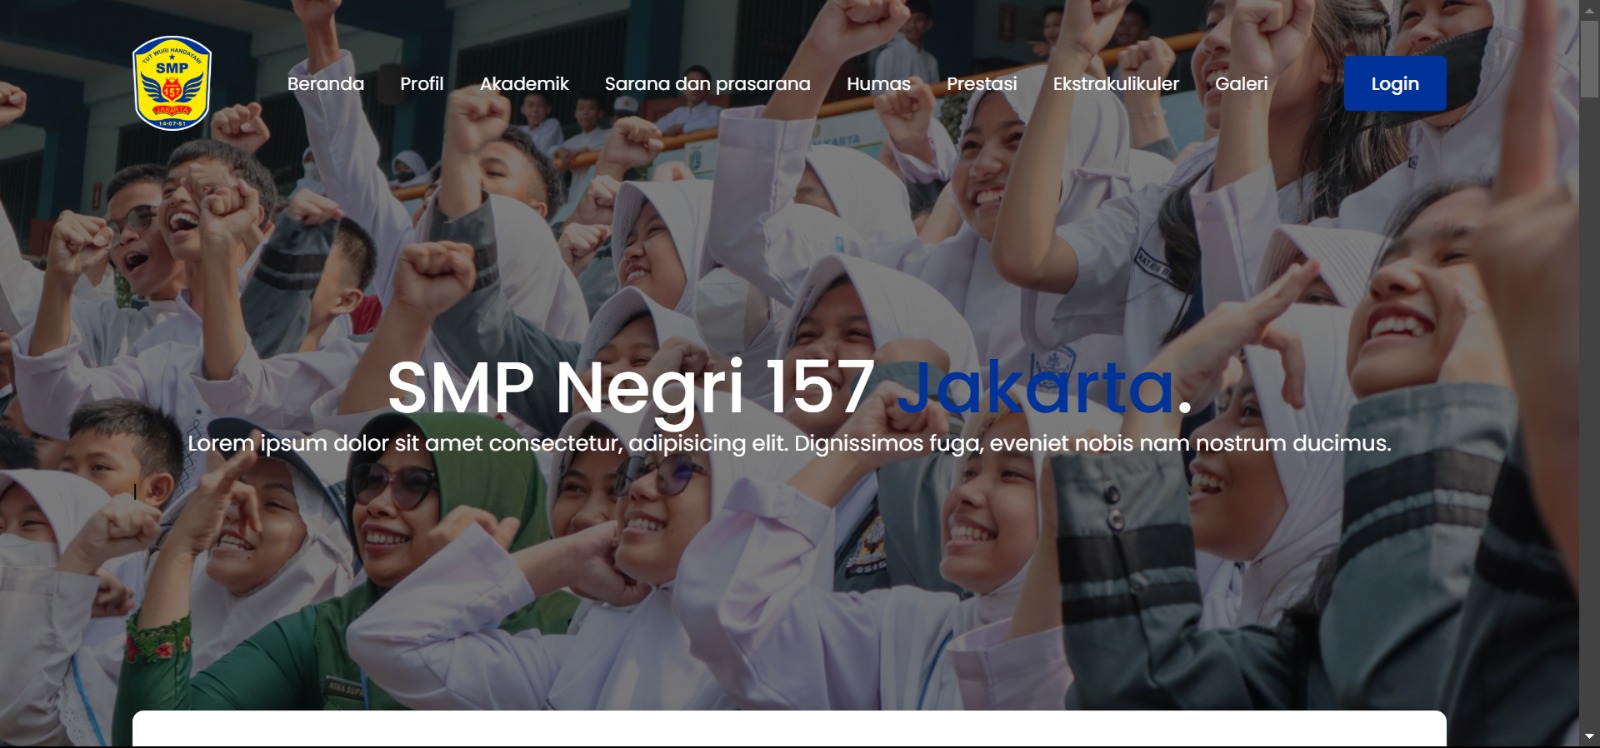 TUT WURI HANDAYANI
SMP
157
JAKARTA
14-07-81
Beranda Profil Akademik Sarana dan prasarana Humas Prestasi Ekstrakulikuler Galeri Login
SMP Negri 157 Jakarta.
Lorem ipsum dolor sit amet consectetur, adipisicing elit. Dignissimos fuga, eveniet nobis nam nostrum ducimus.